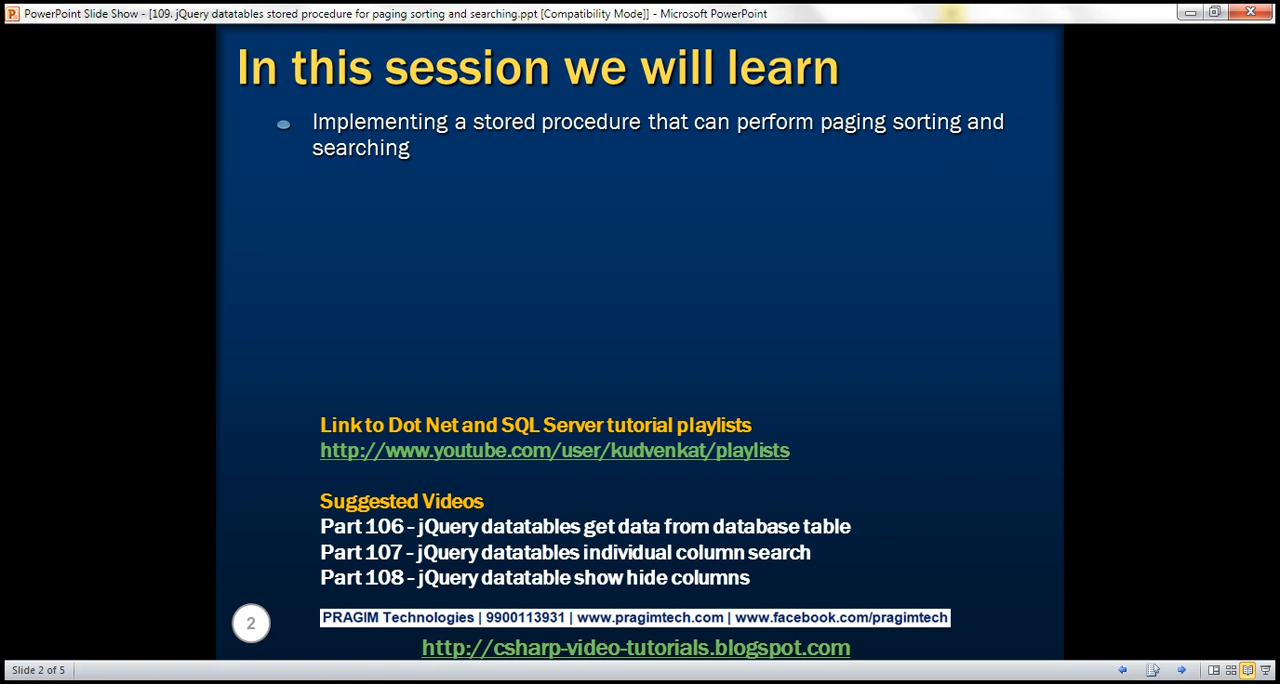 PowerPoint Slide Show - [109. jQuery datatables stored procedure for paging sorting and searching.ppt [Compatibility Mode]] - Microsoft PowerPoint
In this session we will learn
Implementing a stored procedure that can perform paging sorting and
searching
Link to Dot Net and SQL Server tutorial playlists
http://www.youtube.com/user/kudvenkat/playlists
Suggested Videos
Part 106 - jQuery datatables get data from database table
Part 107 - jQuery datatables individual column search
Part 108 - jQuery datatable show hide columns
2
PRAGIM Technologies | 9900113931 | www.pragimtech.com | www.facebook.com/pragimtech
http://csharp-video-tutorials.blogspot.com
Slide 2 of 5